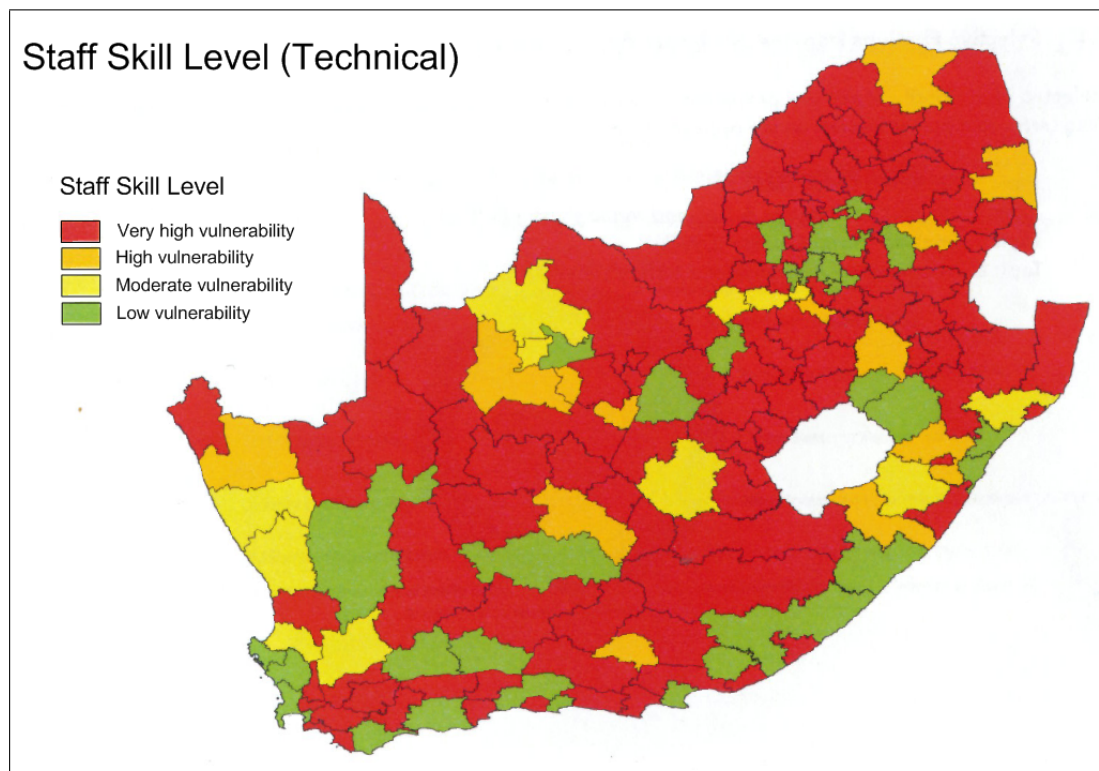 Staff Skill Level (Technical)
Staff Skill Level
Very high vulnerability
High vulnerability
Moderate vulnerability
Low vulnerability